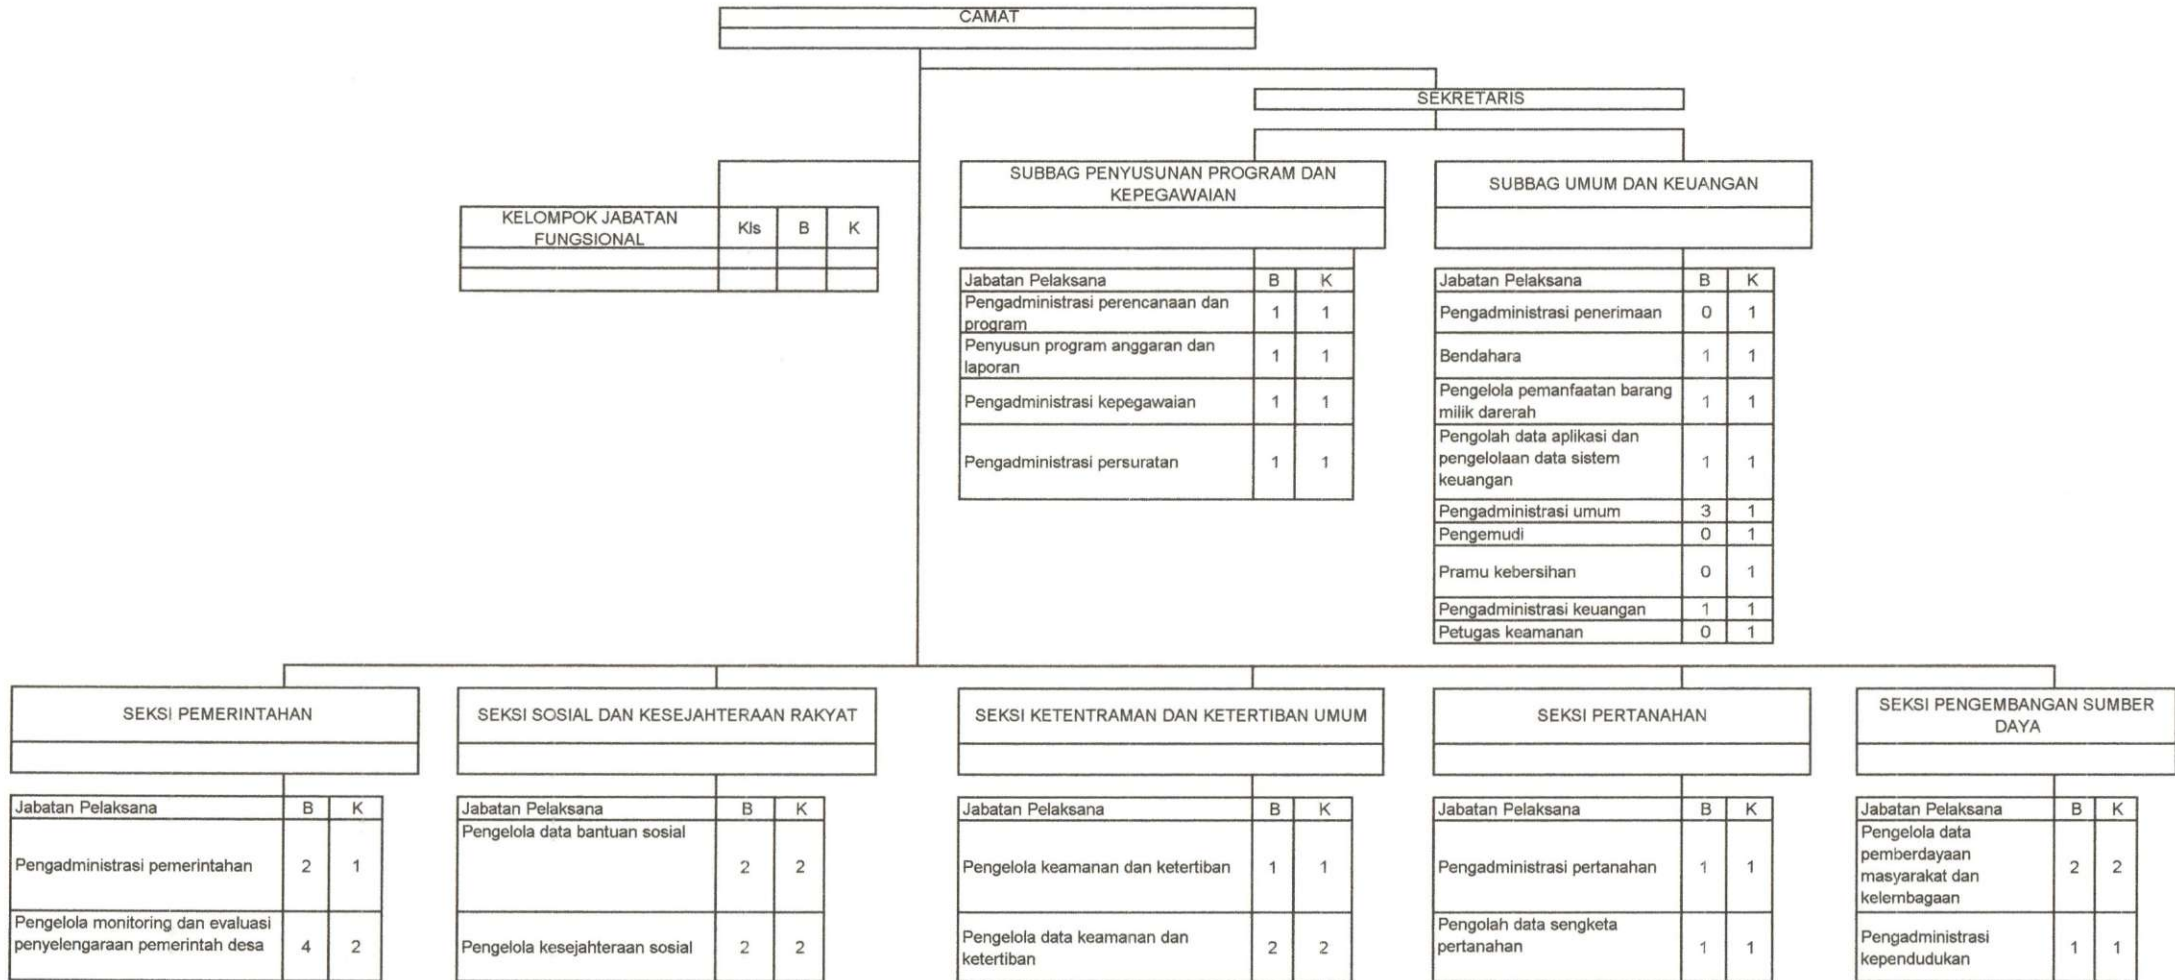 CAMAT
SEKRETARIS
SUBBAG PENYUSUNAN PROGRAM DAN
KEPEGAWAIAN
SUBBAG UMUM DAN KEUANGAN
KELOMPOK JABATAN
FUNGSIONAL
Kls B K
Jabatan Pelaksana B K
Pengadministrasi perencanaan dan
program 1 1
Penyusun program anggaran dan
laporan 1 1
Pengadministrasi kepegawaian 1 1
Pengadministrasi persuratan 1 1
Jabatan Pelaksana B K
Pengadministrasi penerimaan 0 1
Bendahara 1 1
Pengelola pemanfaatan barang
milik darerah 1 1
Pengolah data aplikasi dan
pengelolaan data sistem 1 1
keuangan
Pengadministrasi umum 3 1
Pengemudi 0 1
Pramu kebersihan 0 1
Pengadministrasi keuangan 1 1
Petugas keamanan 0 1
SEKSI PEMERINTAHAN
Jabatan Pelaksana B K
Pengadministrasi pemerintahan 2 1
Pengelola monitoring dan evaluasi
penyelengaraan pemerintah desa 4 2
SEKSI SOSIAL DAN KESEJAHTERAAN RAKYAT
Jabatan Pelaksana B K
Pengelola data bantuan sosial
2 2
Pengelola kesejahteraan sosial 2 2
SEKSI KETENTRAMAN DAN KETERTIBAN UMUM
Jabatan Pelaksana B K
Pengelola keamanan dan ketertiban 1 1
Pengelola data keamanan dan
ketertiban 2 2
SEKSI PERTANAHAN
Jabatan Pelaksana B K
Pengadministrasi pertanahan 1 1
Pengolah data sengketa
pertanahan 1 1
SEKSI PENGEMBANGAN SUMBER
DAYA
Jabatan Pelaksana B K
Pengelola data
pemberdayaan
masyarakat dan 2 2
kelembagaan
Pengadministrasi
kependudukan 1 1